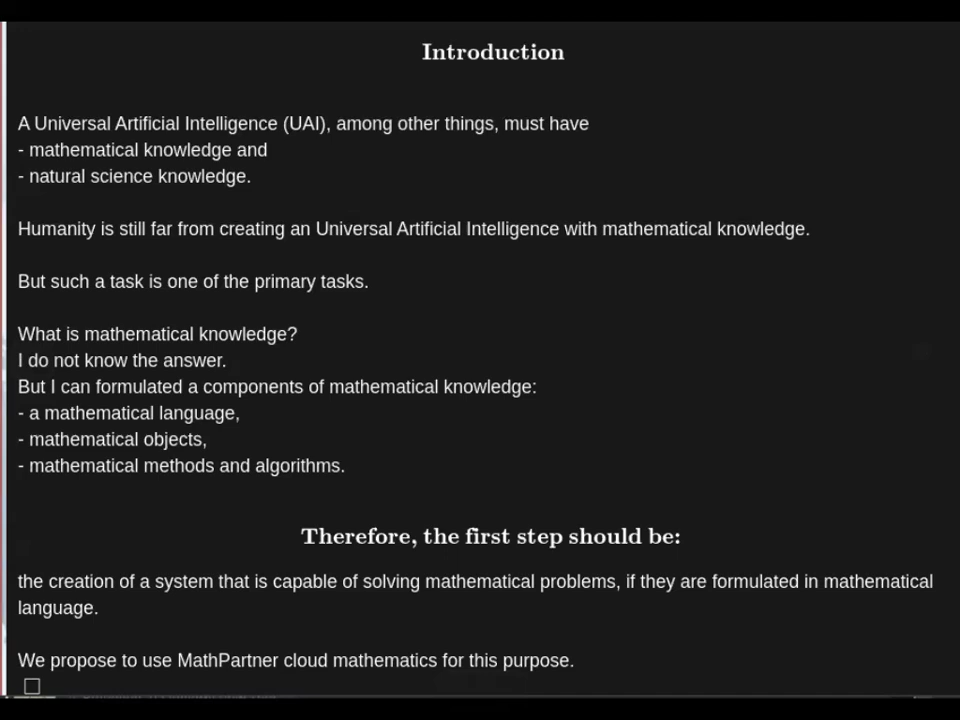 Introduction
A Universal Artificial Intelligence (UAI), among other things, must have
- mathematical knowledge and
- natural science knowledge.
Humanity is still far from creating an Universal Artificial Intelligence with mathematical knowledge.
But such a task is one of the primary tasks.
What is mathematical knowledge?
I do not know the answer.
But I can formulated a components of mathematical knowledge:
- a mathematical language,
- mathematical objects,
- mathematical methods and algorithms.
Therefore, the first step should be:
the creation of a system that is capable of solving mathematical problems, if they are formulated in mathematical
language.
We propose to use MathPartner cloud mathematics for this purpose.